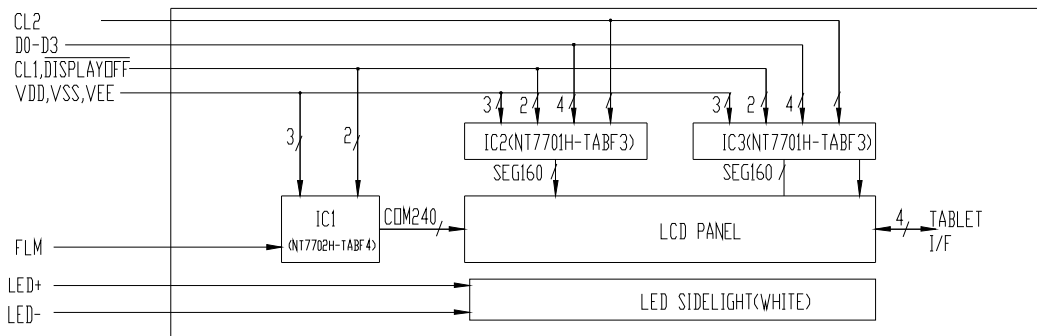 CL2
D0-D3
CL1,DISPLAYOFF
VDD,VSS,VEE
3
2
4
3
2
4
IC2(NT7701H-TABF3)
IC3(NT7701H-TABF3)
3
2
SEG160
SEG160
IC1
(NT7702H-TABF4)
COM240
LCD PANEL
4
TABLET
I/F
FLM
LED+
LED-
LED SIDELIGHT(WHITE)